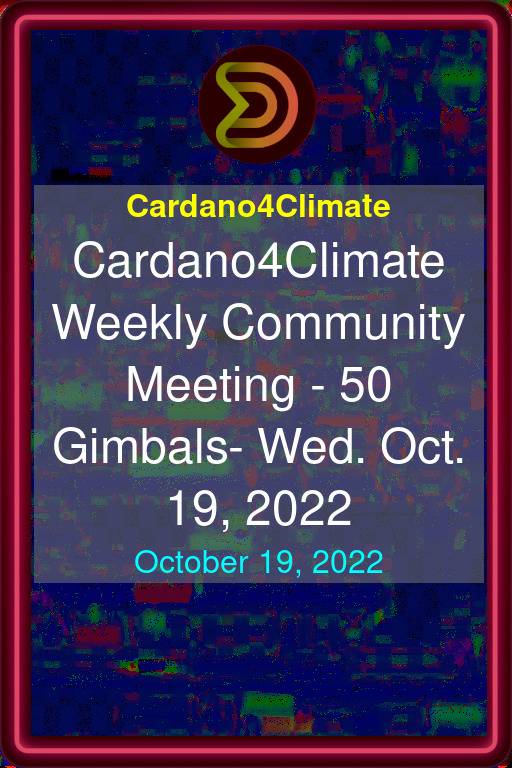 Cardano4Climate
Cardano4Climate
Weekly Community
Meeting - 50
Gimbals- Wed. Oct.
19, 2022
October 19, 2022